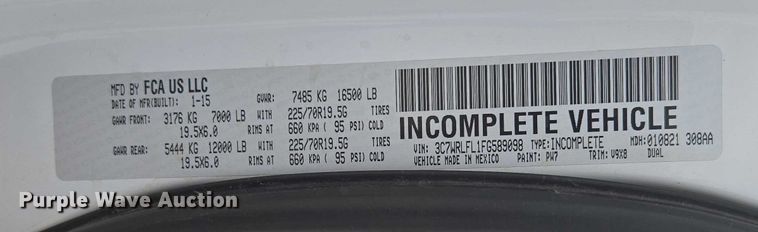 MFD BY FCA US LLC
DATE OF MFR(BUILT): 1-15 GVWR: 7485 KG 16500 LB
GAWR FRONT: 3176 KG 7000 LB WITH 225/70R19.5G TIRES
19.5X6.0 RIMS AT 660 KPA ( 95 PSI) COLD
GAWR REAR: 5444 KG 12000 LB WITH 225/70R19.5G TIRES
19.5X6.0 RIMS AT 660 KPA ( 95 PSI) COLD
INCOMPLETE VEHICLE
VIN: 3C7WRLFL1FG589098 TYPE: INCOMPLETE MDH: 010821 308AA
VEHICLE MADE IN MEXICO PAINT: PW7 TRIM: V9X8 DUAL
Purple Wave Auction